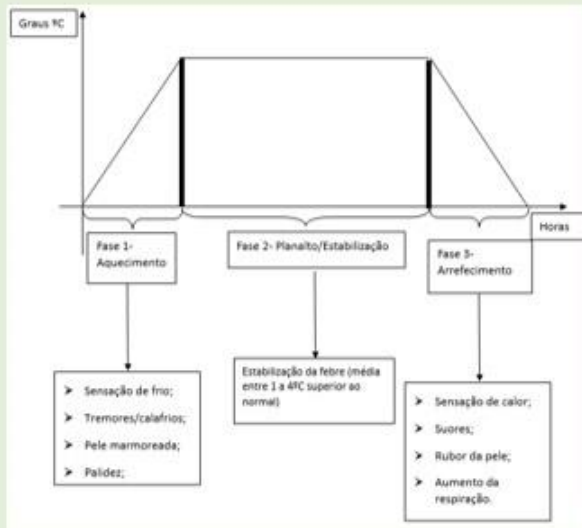 Graus ºC
Horas
Fase 1-
Aquecimento
Fase 2- Planalto/Estabilização
Fase 3-
Arrefecimento
➤ Sensação de frio;
➤ Tremores/calafrios;
➤ Pele marmoreada;
➤ Palidez;
Estabilização da febre (média
entre 1 a 4ºC superior ao
normal)
➤ Sensação de calor;
➤ Suores;
➤ Rubor da pele;
➤ Aumento da
respiração.